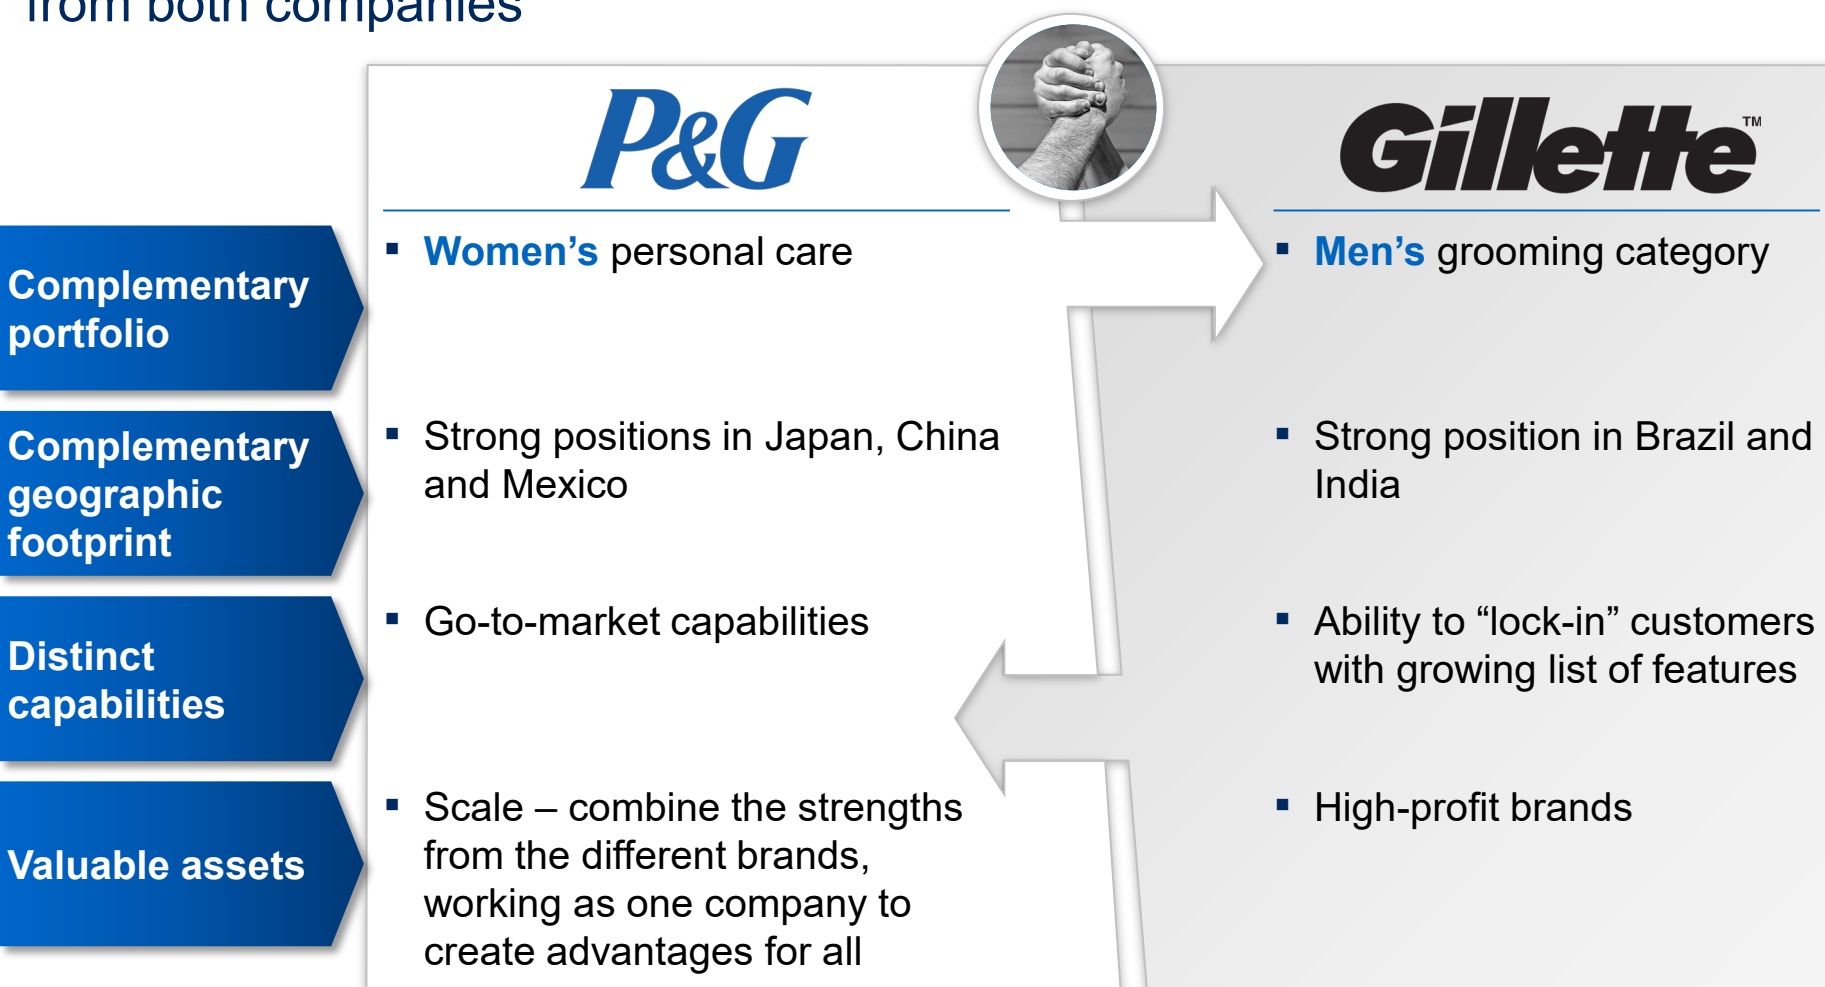 from both companies
P&G
Gillette™
Complementary
portfolio
▪ Women’s personal care
▪ Men’s grooming category
Complementary
geographic
footprint
▪ Strong positions in Japan, China
and Mexico
▪ Strong position in Brazil and
India
Distinct
capabilities
▪ Go-to-market capabilities
▪ Ability to “lock-in” customers
with growing list of features
Valuable assets
▪ Scale – combine the strengths
from the different brands,
working as one company to
create advantages for all
▪ High-profit brands